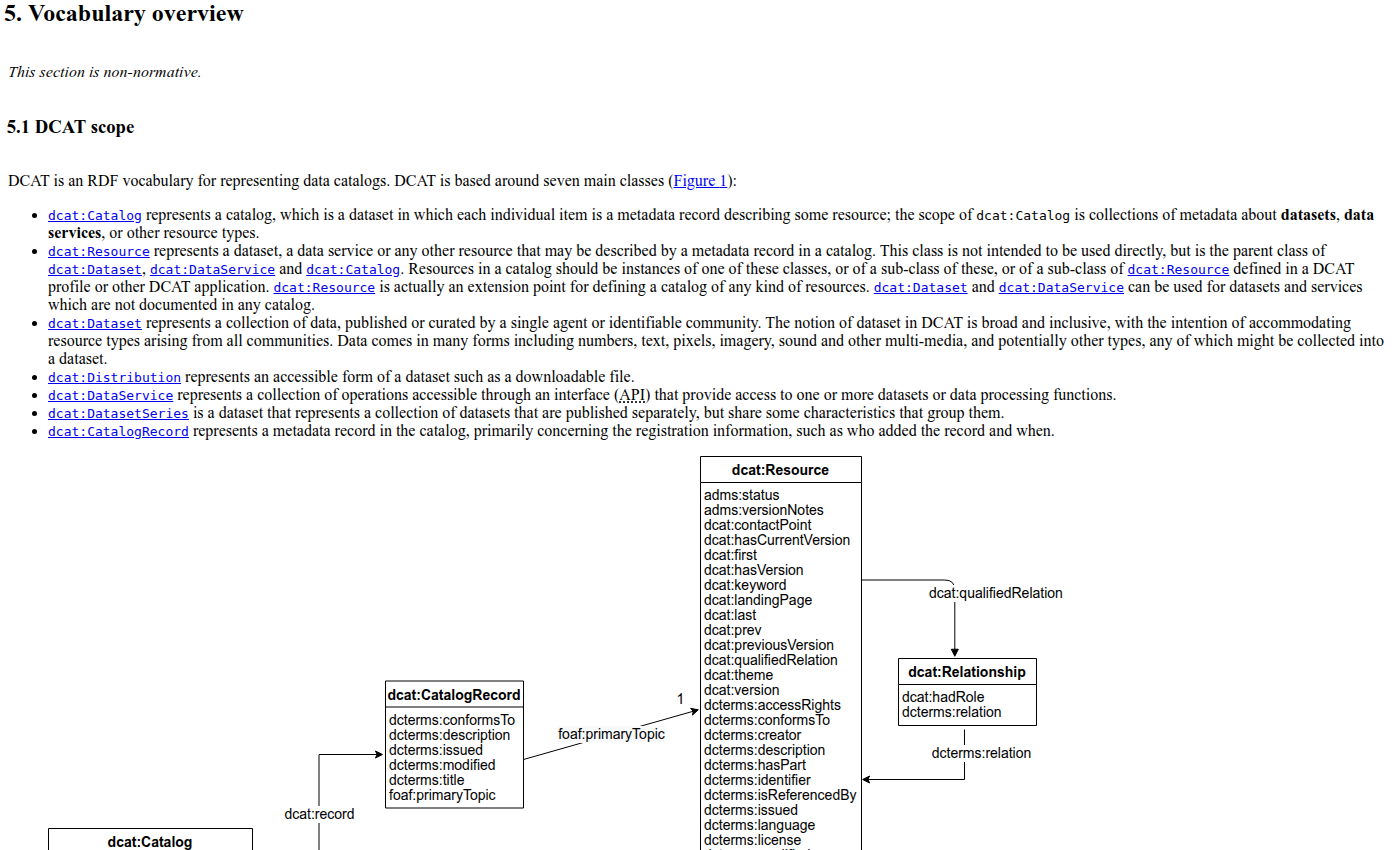 5. Vocabulary overview
This section is non-normative.
5.1 DCAT scope
DCAT is an RDF vocabulary for representing data catalogs. DCAT is based around seven main classes (Figure 1):
dcat:Catalog represents a catalog, which is a dataset in which each individual item is a metadata record describing some resource; the scope of dcat:Catalog is collections of metadata about datasets, data
services, or other resource types.
dcat:Resource represents a dataset, a data service or any other resource that may be described by a metadata record in a catalog. This class is not intended to be used directly, but is the parent class of
dcat:Dataset, dcat:DataService and dcat:Catalog. Resources in a catalog should be instances of one of these classes, or of a sub-class of these, or of a sub-class of dcat:Resource defined in a DCAT
profile or other DCAT application. dcat:Resource is actually an extension point for defining a catalog of any kind of resources. dcat:Dataset and dcat:DataService can be used for datasets and services
which are not documented in any catalog.
dcat:Dataset represents a collection of data, published or curated by a single agent or identifiable community. The notion of dataset in DCAT is broad and inclusive, with the intention of accommodating
resource types arising from all communities. Data comes in many forms including numbers, text, pixels, imagery, sound and other multi-media, and potentially other types, any of which might be collected into
a dataset.
dcat:Distribution represents an accessible form of a dataset such as a downloadable file.
dcat:DataService represents a collection of operations accessible through an interface (API) that provide access to one or more datasets or data processing functions.
dcat:DatasetSeries is a dataset that represents a collection of datasets that are published separately, but share some characteristics that group them.
dcat:CatalogRecord represents a metadata record in the catalog, primarily concerning the registration information, such as who added the record and when.
dcat:Resource
adms:status
adms:versionNotes
dcat:contactPoint
dcat:hasCurrentVersion
dcat:first
dcat:hasVersion
dcat:keyword
dcat:landingPage
dcat:last
dcat:prev
dcat:previousVersion
dcat:qualifiedRelation
dcat:theme
dcat:version
dcterms:accessRights
dcterms:conformsTo
dcterms:creator
dcterms:description
dcterms:hasPart
dcterms:identifier
dcterms:isReferencedBy
dcterms:issued
dcterms:language
dcterms:license
dcat:qualifiedRelation
dcat:Relationship
dcat:hadRole
dcterms:relation
dcterms:relation
dcat:CatalogRecord
dcterms:conformsTo
dcterms:description
dcterms:issued
dcterms:modified
dcterms:title
foaf:primaryTopic
foaf:primaryTopic
1
dcat:record
dcat:Catalog